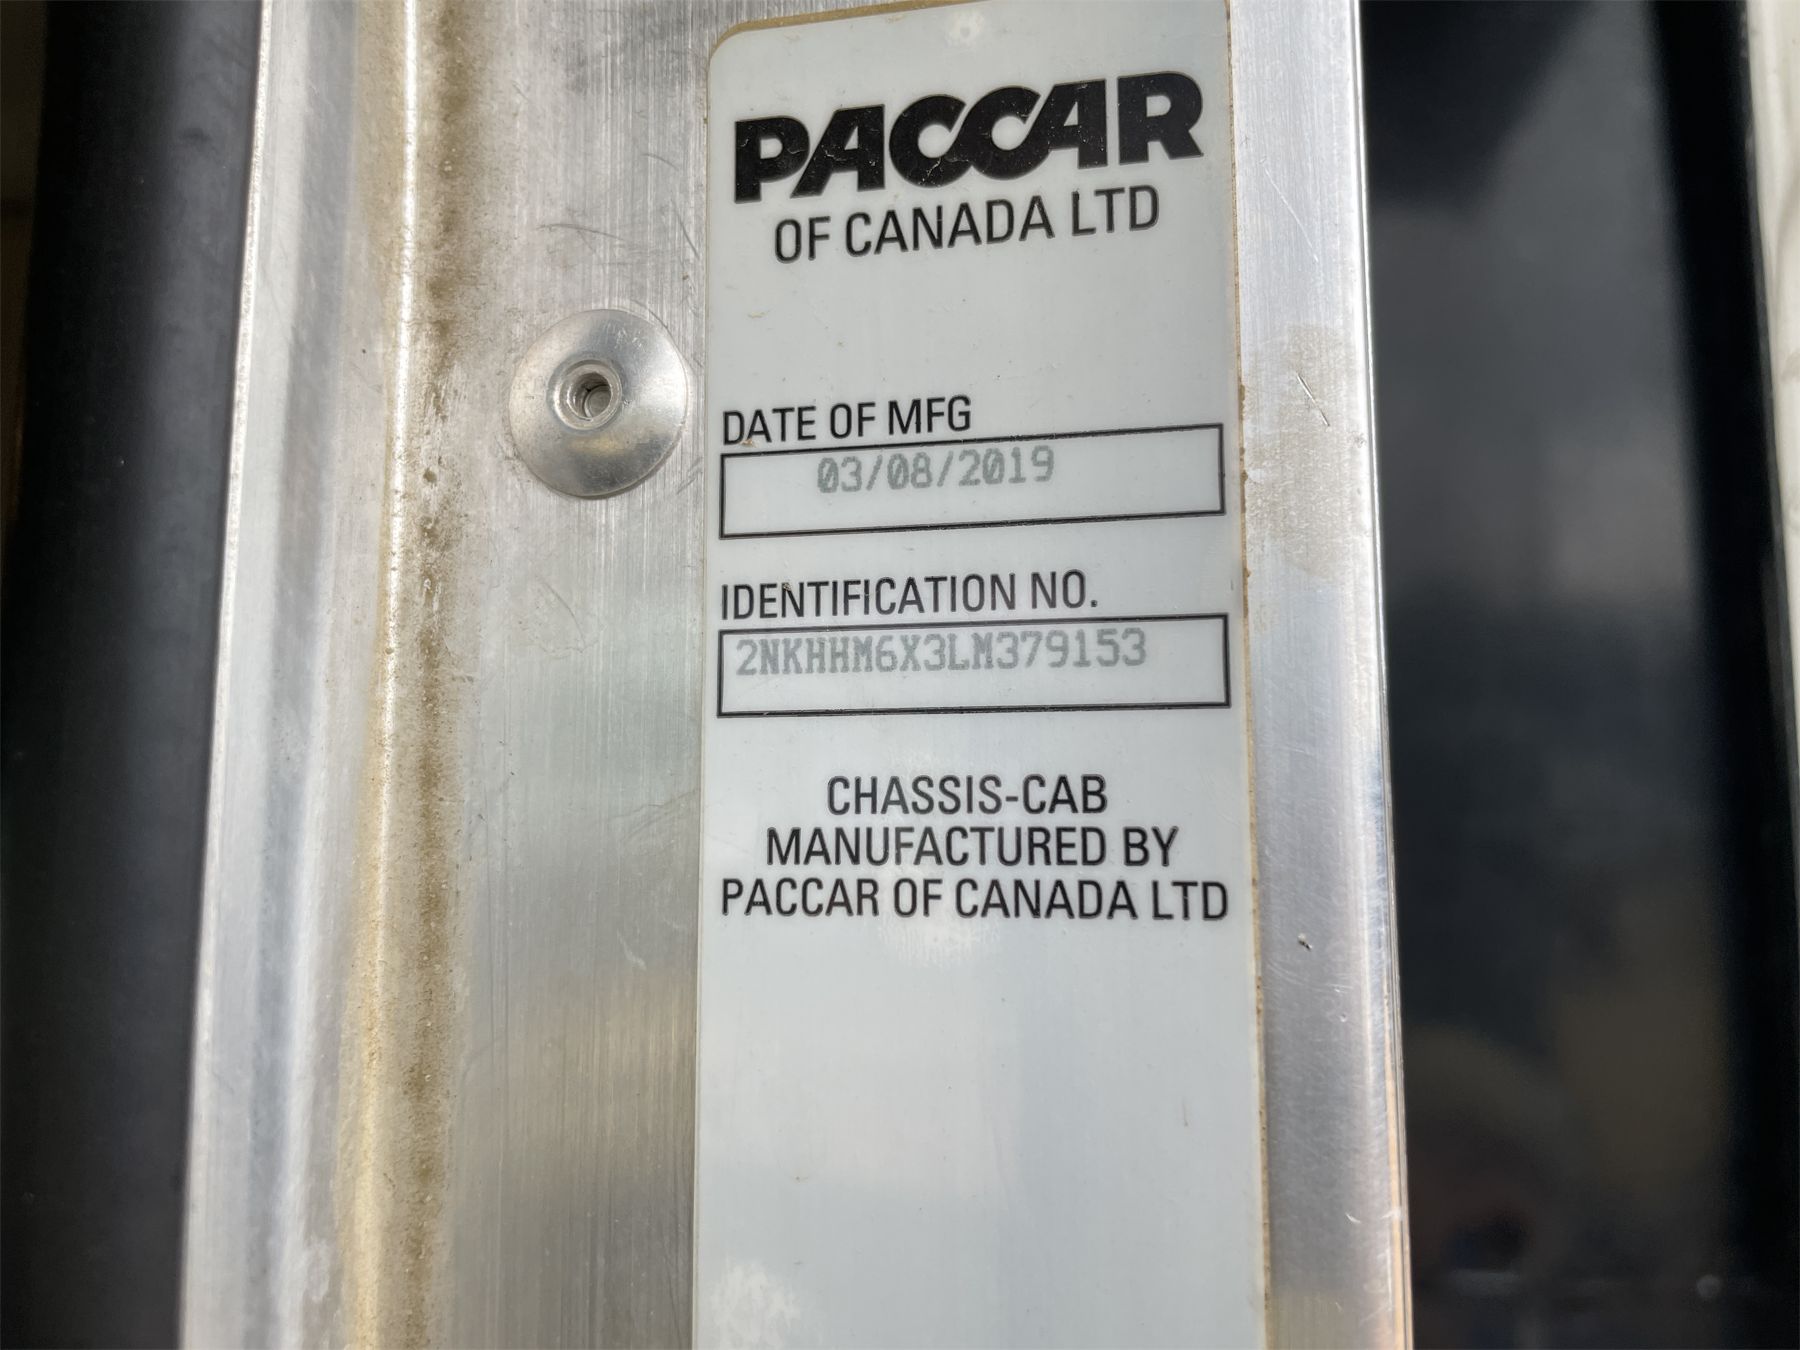 PACCAR
OF CANADA LTD
DATE OF MFG
03/08/2019
IDENTIFICATION NO.
2NKHHM6X3LM379153
CHASSIS-CAB
MANUFACTURED BY
PACCAR OF CANADA LTD